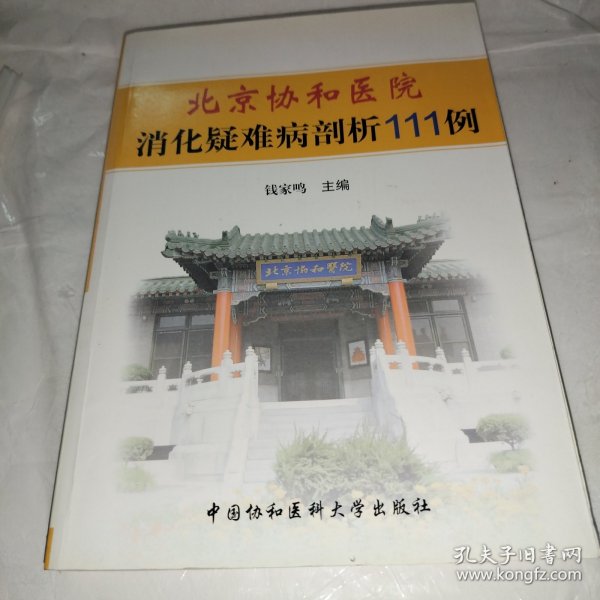 北京协和医院
消化疑难病剖析111例
钱家鸣 主编
北京协和醫院
中国协和医科大学出版社
孔夫子旧书网
www.kongfz.com